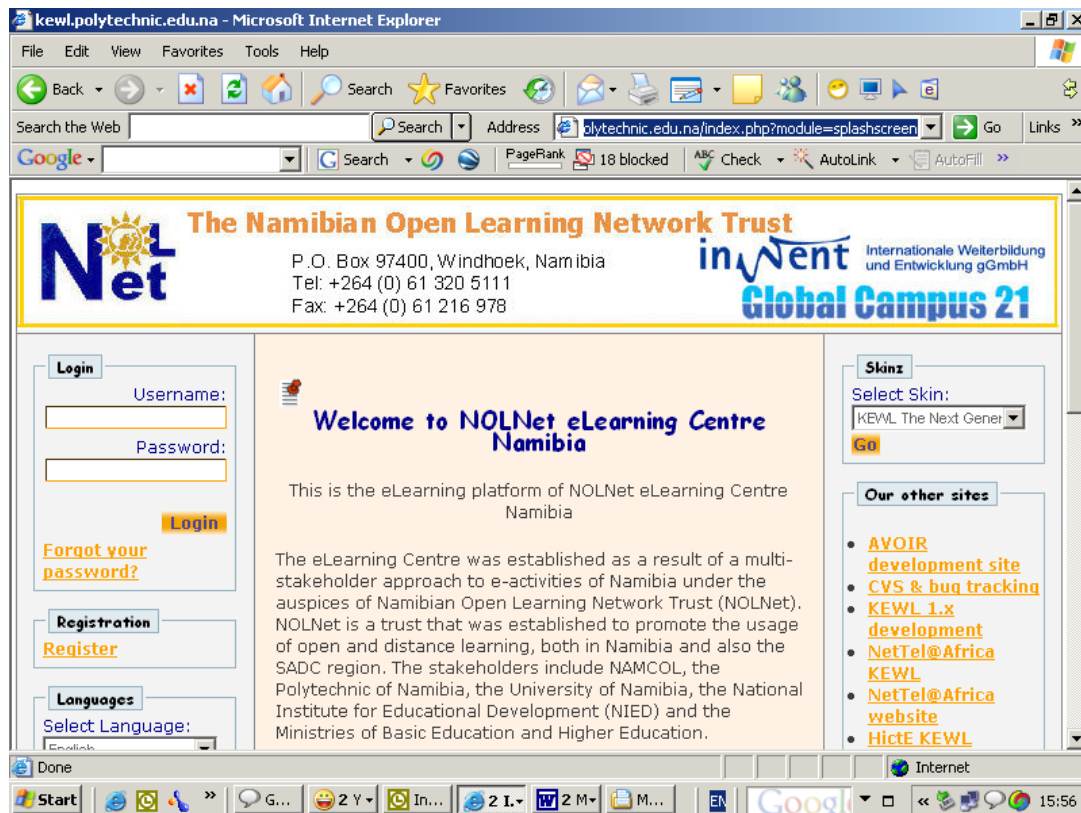 kewl.polytechnic.edu.na - Microsoft Internet Explorer
File Edit View Favorites Tools Help
Back Search Favorites
Search the Web Search Address olytechnic.edu.na/index.php?module=splashscreen Go Links »
Google Search PageRank 18 blocked ABC Check AutoLink AutoFill »
NOL Net
The Namibian Open Learning Network Trust
P.O. Box 97400, Windhoek, Namibia
Tel: +264 (0) 61 320 5111
Fax: +264 (0) 61 216 978
inWent
Internationale Weiterbildung
und Entwicklung gGmbH
Global Campus 21
Login
Username:
Password:
Login
Forgot your
password?
Registration
Register
Languages
Select Language:
English
Welcome to NOLNet eLearning Centre
Namibia
This is the eLearning platform of NOLNet eLearning Centre
Namibia
The eLearning Centre was established as a result of a multi-
stakeholder approach to e-activities of Namibia under the
auspices of Namibian Open Learning Network Trust (NOLNet).
NOLNet is a trust that was established to promote the usage
of open and distance learning, both in Namibia and also the
SADC region. The stakeholders include NAMCOL, the
Polytechnic of Namibia, the University of Namibia, the National
Institute for Educational Development (NIED) and the
Ministries of Basic Education and Higher Education.
Skinz
Select Skin:
KEWL The Next Gener
Go
Our other sites
AVOIR
development site
CVS & bug tracking
KEWL 1.x
development
NetTel@Africa
KEWL
NetTel@Africa
website
HictE KEWL
Done Internet
Start » G... 2 Y In... 2 I. 2 M M... EN Google « 15:56